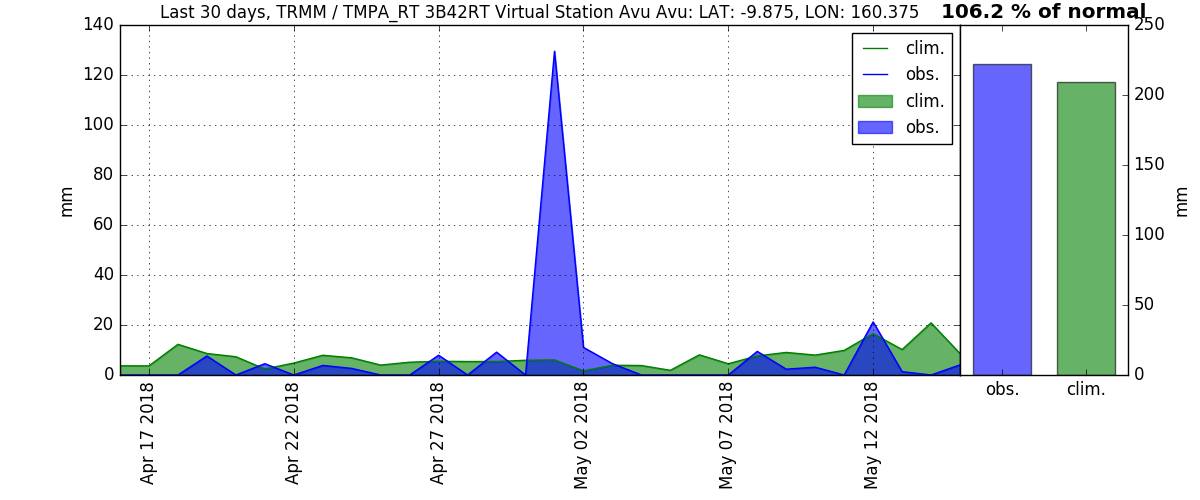 Last 30 days, TRMM / TMPA_RT 3B42RT Virtual Station Avu Avu: LAT: -9.875, LON: 160.375
106.2 % of normal
140
120
100
80
60
40
20
0
mm
clim.
obs.
clim.
obs.
250
200
150
100
50
0
mm
Apr 17 2018
Apr 22 2018
Apr 27 2018
May 02 2018
May 07 2018
May 12 2018
obs.
clim.